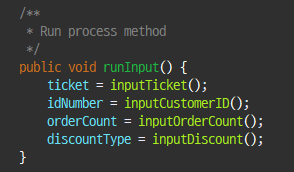 /**
 * Run process method
 */
public void runInput() {
    ticket = inputTicket();
    idNumber = inputCustomerID();
    orderCount = inputOrderCount();
    discountType = inputDiscount();
}